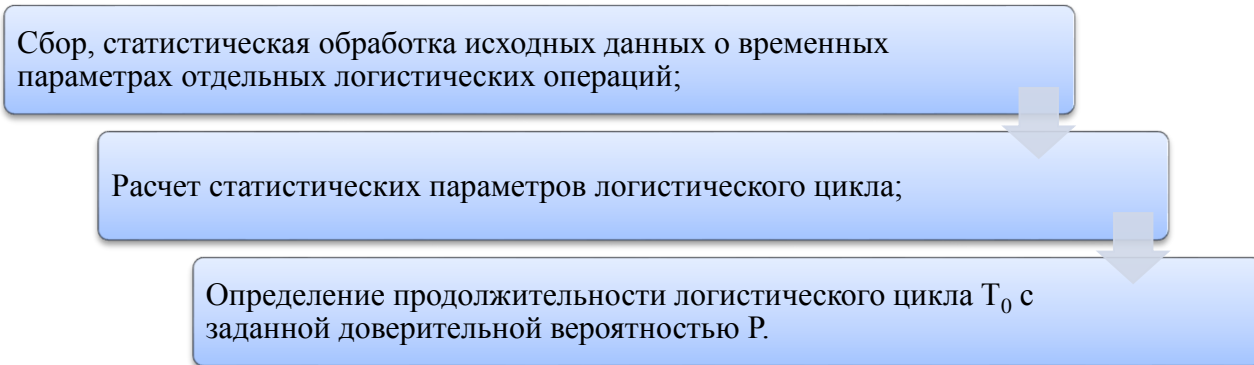 Сбор, статистическая обработка исходных данных о временных
параметрах отдельных логистических операций;
Расчет статистических параметров логистического цикла;
Определение продолжительности логистического цикла T₀ с
заданной доверительной вероятностью P.